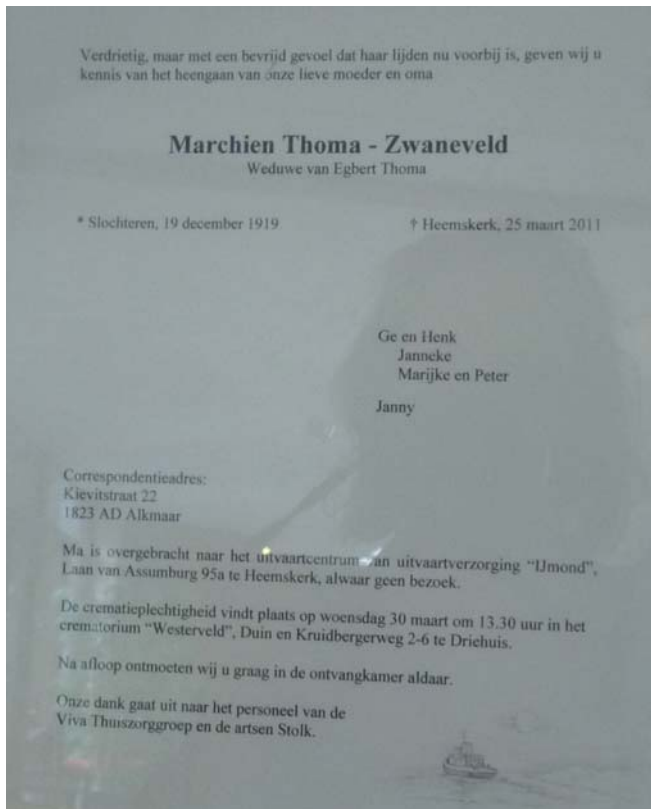 Verdrietig, maar met een bevrijd gevoel dat haar lijden nu voorbij is, geven wij u
kennis van het heengaan van onze lieve moeder en oma
Marchien Thoma - Zwaneveld
Weduwe van Egbert Thoma
* Slochteren, 19 december 1919
† Heemskerk, 25 maart 2011
Ge en Henk
Janneke
Marijke en Peter
Janny
Correspondentieadres:
Kievitstraat 22
1823 AD Alkmaar
Ma is overgebracht naar het uitvaartcentrum van uitvaartverzorging “IJmond”,
Laan van Assumburg 95a te Heemskerk, alwaar geen bezoek.
De crematieplechtigheid vindt plaats op woensdag 30 maart om 13.30 uur in het
crematorium “Westerveld”, Duin en Kruidbergerweg 2-6 te Driehuis.
Na afloop ontmoeten wij u graag in de ontvangkamer aldaar.
Onze dank gaat uit naar het personeel van de
Viva Thuiszorggroep en de artsen Stolk.